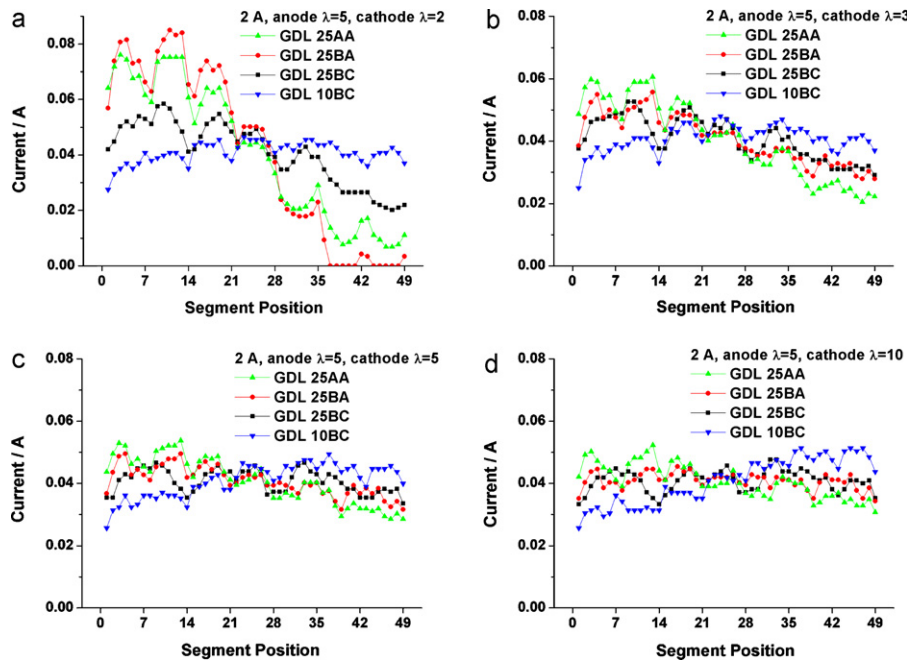 a
2 A, anode λ=5, cathode λ=2
GDL 25AA
GDL 25BA
GDL 25BC
GDL 10BC
Current / A
0.08
0.06
0.04
0.02
0.00
0 7 14 21 28 35 42 49
Segment Position
b
2 A, anode λ=5, cathode λ=3
GDL 25AA
GDL 25BA
GDL 25BC
GDL 10BC
Current / A
0.08
0.06
0.04
0.02
0.00
0 7 14 21 28 35 42 49
Segment Position
c
2 A, anode λ=5, cathode λ=5
GDL 25AA
GDL 25BA
GDL 25BC
GDL 10BC
Current / A
0.08
0.06
0.04
0.02
0.00
0 7 14 21 28 35 42 49
Segment Position
d
2 A, anode λ=5, cathode λ=10
GDL 25AA
GDL 25BA
GDL 25BC
GDL 10BC
Current / A
0.08
0.06
0.04
0.02
0.00
0 7 14 21 28 35 42 49
Segment Position